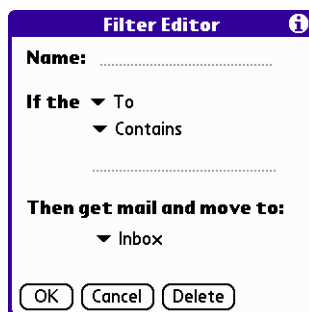 Filter Editor
Name:
If the To
Contains
Then get mail and move to:
Inbox
OK Cancel Delete